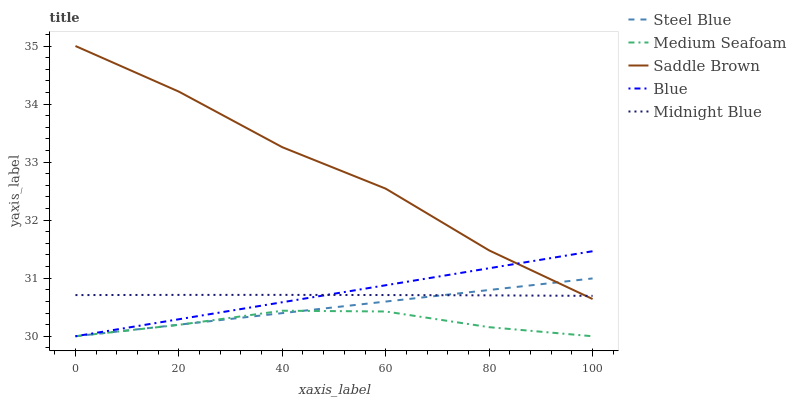 title
Steel Blue
Medium Seafoam
Saddle Brown
Blue
Midnight Blue
yaxis_label
35
34
33
32
31
30
0 20 40 60 80 100
xaxis_label